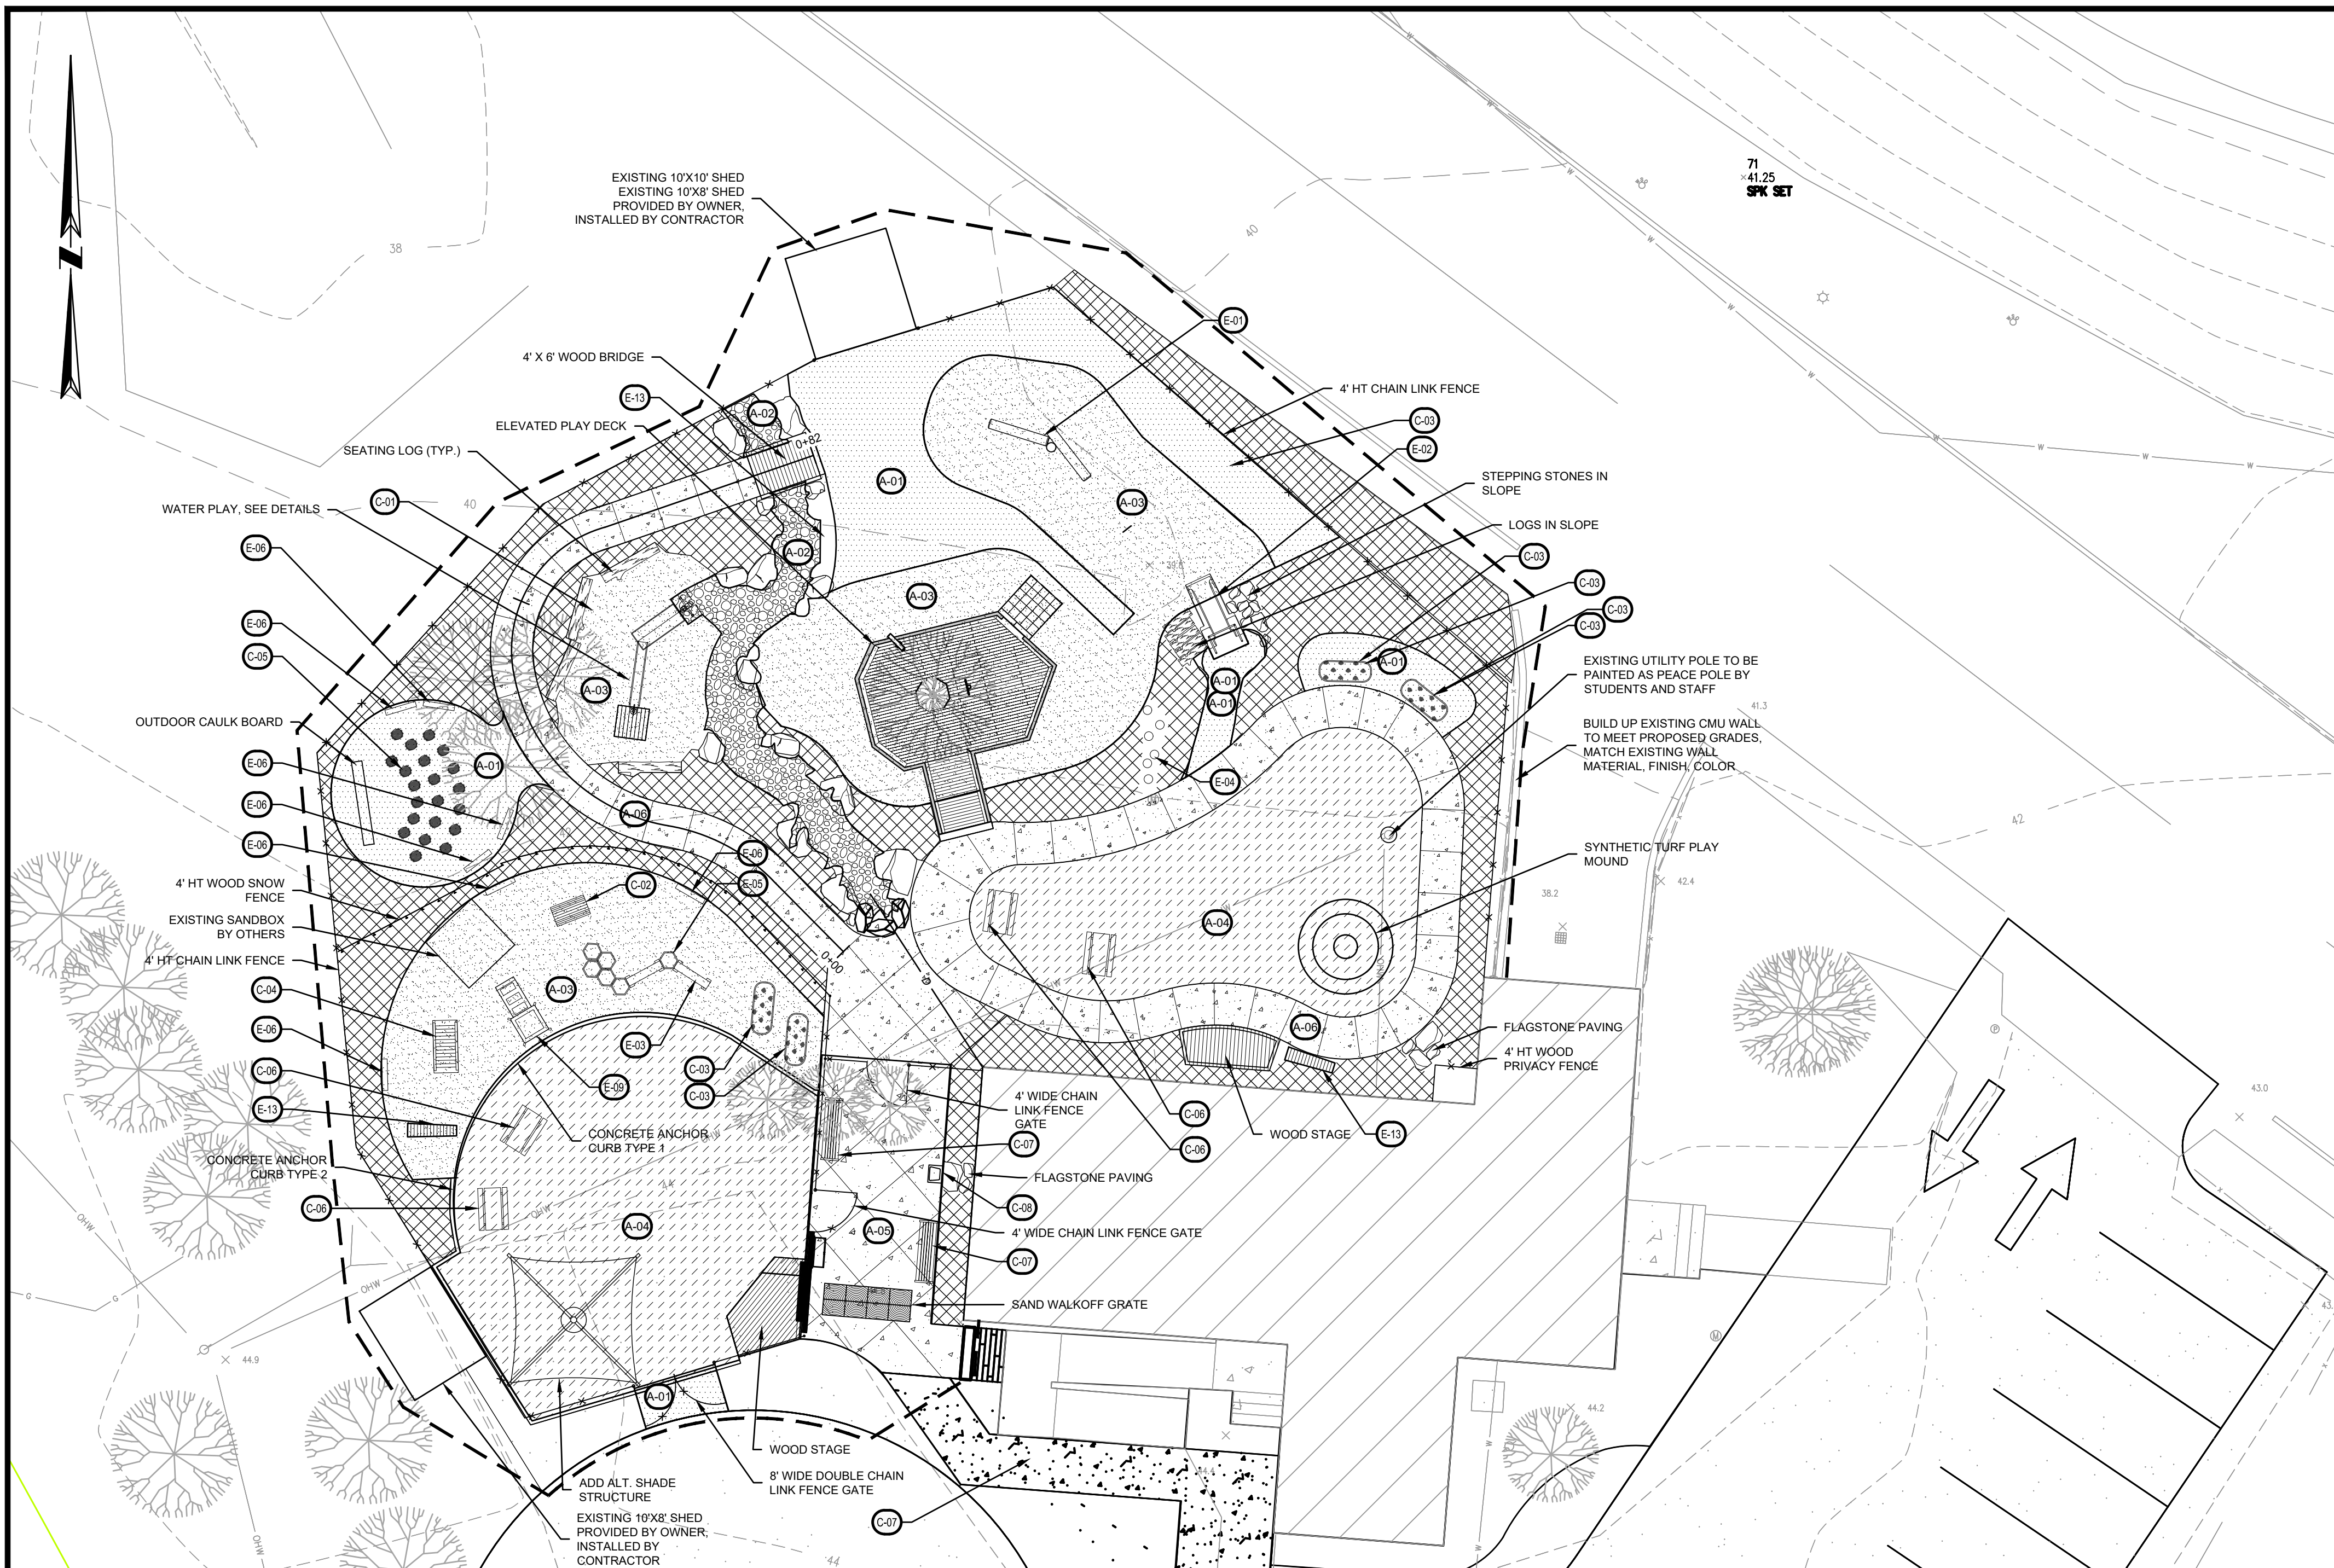 EXISTING 10'X10' SHED
EXISTING 10'X8' SHED
PROVIDED BY OWNER,
INSTALLED BY CONTRACTOR
71
41.25
SPK SET
N
38
40
W
W
W
W
W
W
W
W
E-01
4' X 6' WOOD BRIDGE
E-13
ELEVATED PLAY DECK
SEATING LOG (TYP.)
C-01
40
WATER PLAY, SEE DETAILS
E-06
E-06
C-05
OUTDOOR CAULK BOARD
E-06
E-06
E-06
4' HT WOOD SNOW
FENCE
EXISTING SANDBOX
BY OTHERS
4' HT CHAIN LINK FENCE
C-04
E-06
C-06
E-13
CONCRETE ANCHOR
CURB TYPE 2
C-06
A-02
0+82
A-01
A-03
A-02
A-03
A-03
A-01
A-06
4' HT CHAIN LINK FENCE
C-03
E-02
STEPPING STONES IN
SLOPE
LOGS IN SLOPE
C-03
C-03
C-03
C-03
EXISTING UTILITY POLE TO BE
PAINTED AS PEACE POLE BY
STUDENTS AND STAFF
41.3
BUILD UP EXISTING CMU WALL
TO MEET PROPOSED GRADES,
MATCH EXISTING WALL
MATERIAL, FINISH, COLOR
A-01
A-01
A-01
E-04
42
SYNTHETIC TURF PLAY
MOUND
42.4
38.2
E-06
E-05
C-02
A-04
0+00
A-03
E-03
E-09
C-03
C-03
A-06
FLAGSTONE PAVING
4' HT WOOD
PRIVACY FENCE
43.0
4' WIDE CHAIN
LINK FENCE
GATE
C-07
C-06
C-06
WOOD STAGE
E-13
CONCRETE ANCHOR
CURB TYPE 1
FLAGSTONE PAVING
C-08
4' WIDE CHAIN LINK FENCE GATE
C-07
44
OHW
A-04
A-05
SAND WALKOFF GRATE
OHW
OHW
G
G
44.9
A-01
44.2
WOOD STAGE
8' WIDE DOUBLE CHAIN
LINK FENCE GATE
ADD ALT. SHADE
STRUCTURE
EXISTING 10'X8' SHED
PROVIDED BY OWNER,
INSTALLED BY
CONTRACTOR
C-07
44
OHW
W
W
P
M